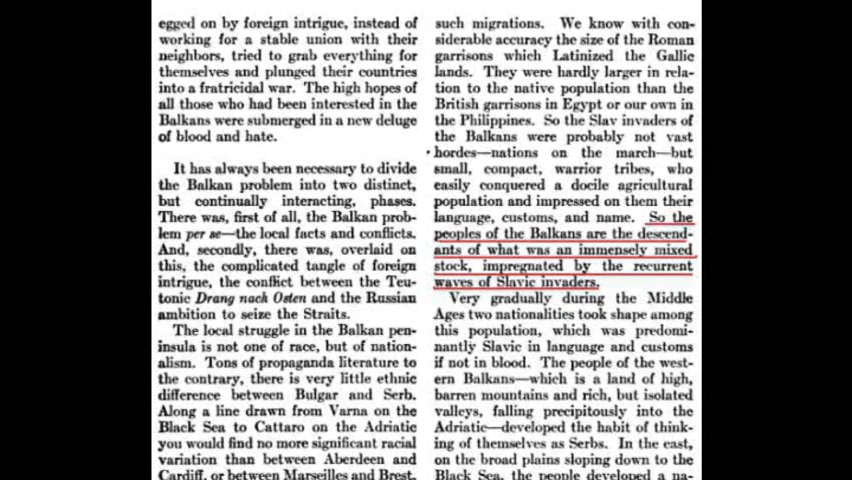 egged on by foreign intrigue, instead of
working for a stable union with their
neighbors, tried to grab everything for
themselves and plunged their countries
into a fratricidal war. The high hopes of
all those who had been interested in the
Balkans were submerged in a new deluge
of blood and hate.
It has always been necessary to divide
the Balkan problem into two distinct,
but continually interacting, phases.
There was, first of all, the Balkan prob-
lem per se—the local facts and conflicts.
And, secondly, there was, overlaid on
this, the complicated tangle of foreign
intrigue, the conflict between the Teu-
tonic Drang nach Osten and the Russian
ambition to seize the Straits.
The local struggle in the Balkan pen-
insula is not one of race, but of nation-
alism. Tons of propaganda literature to
the contrary, there is very little ethnic
difference between Bulgar and Serb.
Along a line drawn from Varna on the
Black Sea to Cattaro on the Adriatic
you would find no more significant racial
variation than between Aberdeen and
Cardiff, or between Marseilles and Brest.
such migrations. We know with con-
siderable accuracy the size of the Roman
garrisons which Latinized the Gallic
lands. They were hardly larger in rela-
tion to the native population than the
British garrisons in Egypt or our own in
the Philippines. So the Slav invaders of
the Balkans were probably not vast
hordes—nations on the march—but
small, compact, warrior tribes, who
easily conquered a docile agricultural
population and impressed on them their
language, customs, and name. So the
peoples of the Balkans are the descend-
ants of what was an immensely mixed
stock, impregnated by the recurrent
waves of Slavic invaders.
Very gradually during the Middle
Ages two nationalities took shape among
this population, which was predomi-
nantly Slavic in language and customs
if not in blood. The people of the west-
ern Balkans—which is a land of high,
barren mountains and rich, but isolated
valleys, falling precipitously into the
Adriatic—developed the habit of think-
ing of themselves as Serbs. In the east,
on the broad plains sloping down to the
Black Sea, the people developed a na-